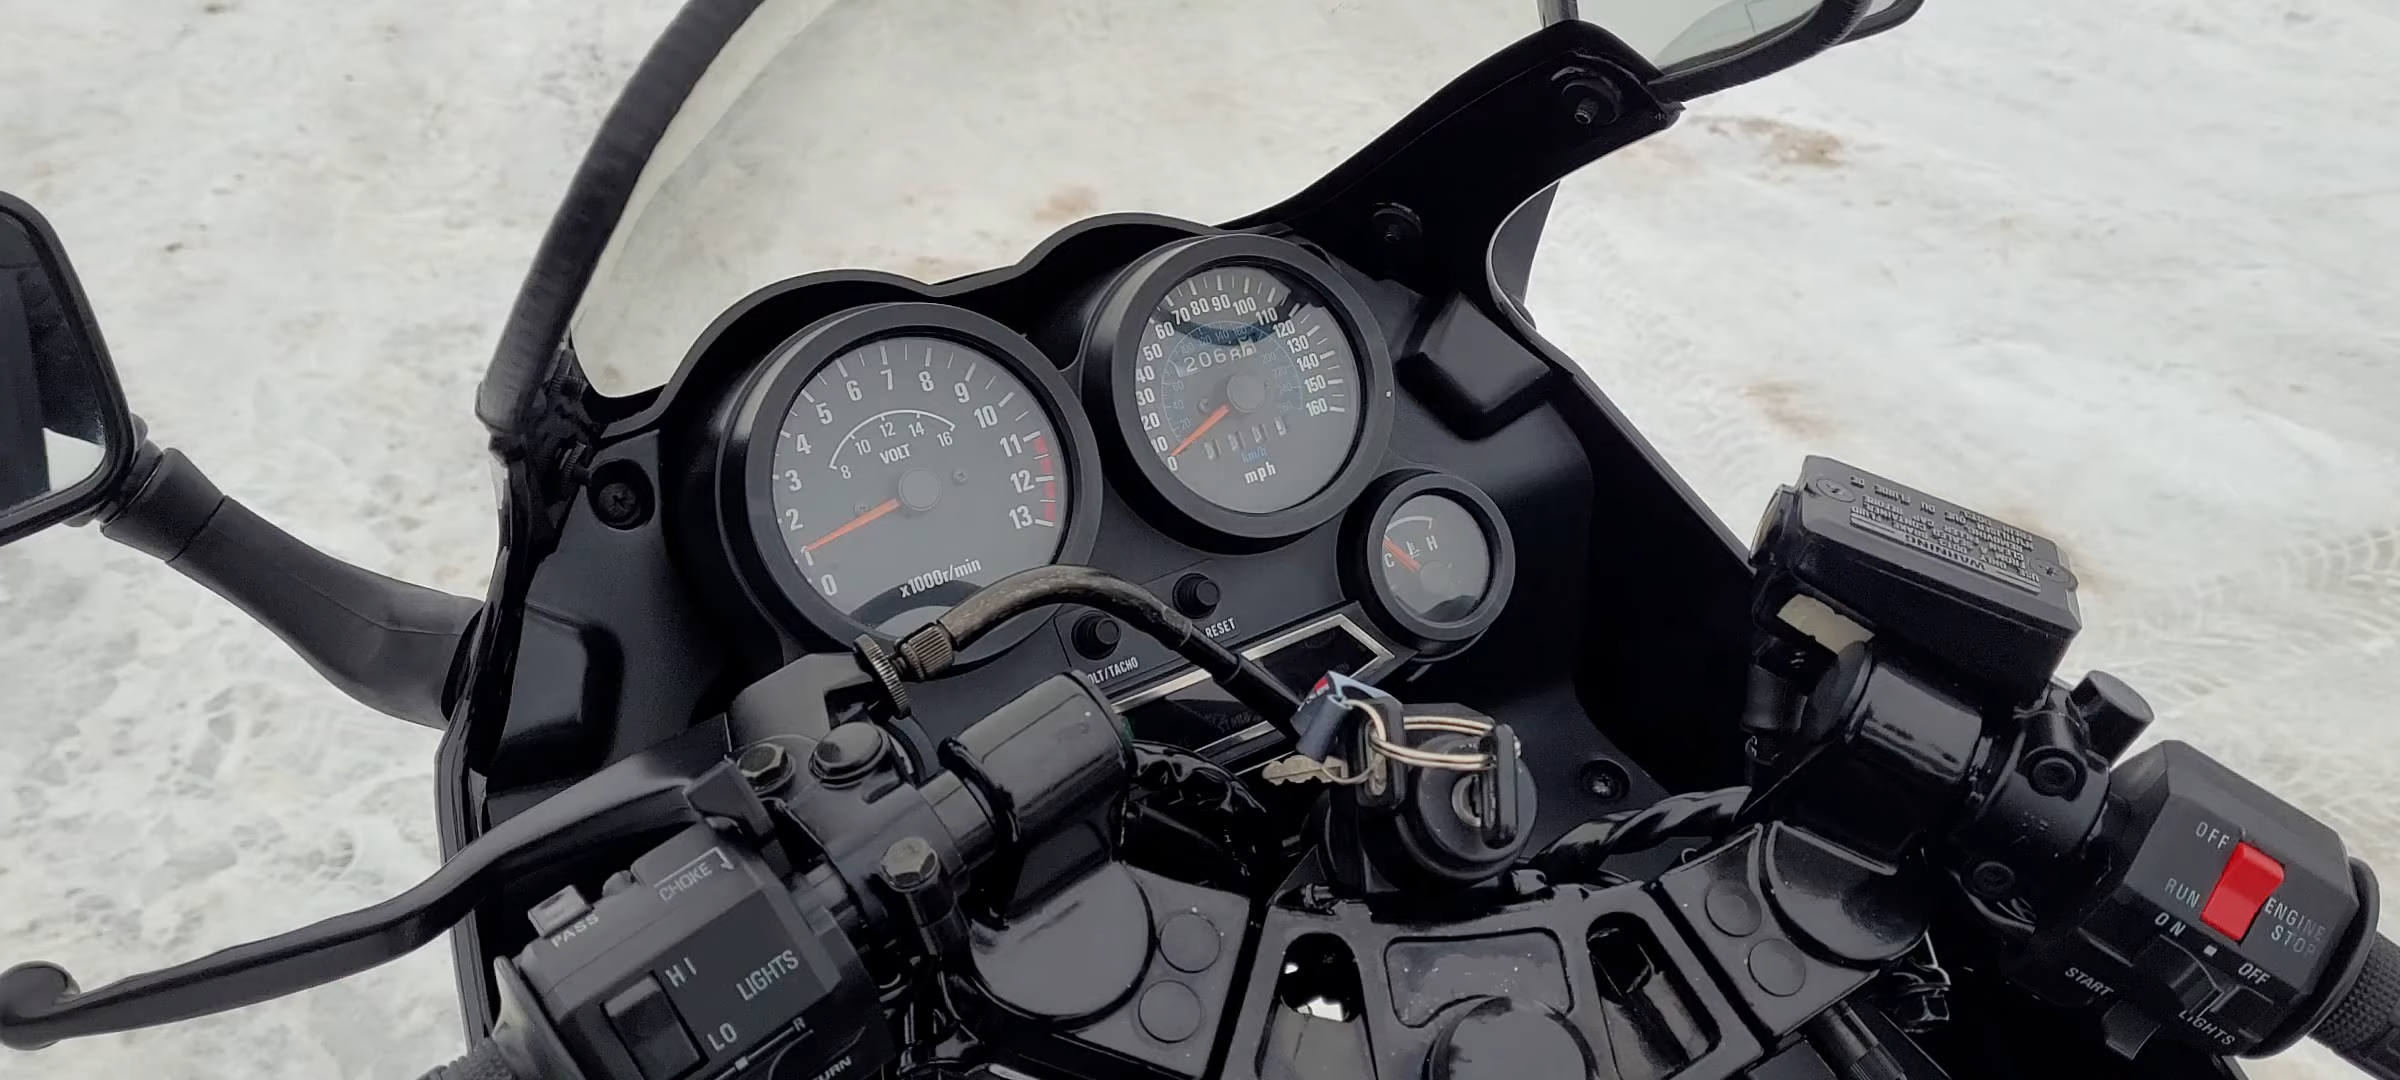 0 1 2 3 4 5 6 7 8 9 10 11 12 13
8 10 12 14 16
VOLT
x1000r/min
0 10 20 30 40 50 60 70 80 90 100 110 120 130 140 150 160
km/h
mph
C H
RESET
OLT/TACHO
WARNING
CHOKE
PASS
HI
LIGHTS
LO
R
OFF
RUN
ENGINE
STOP
ON
OFF
START
LIGHTS